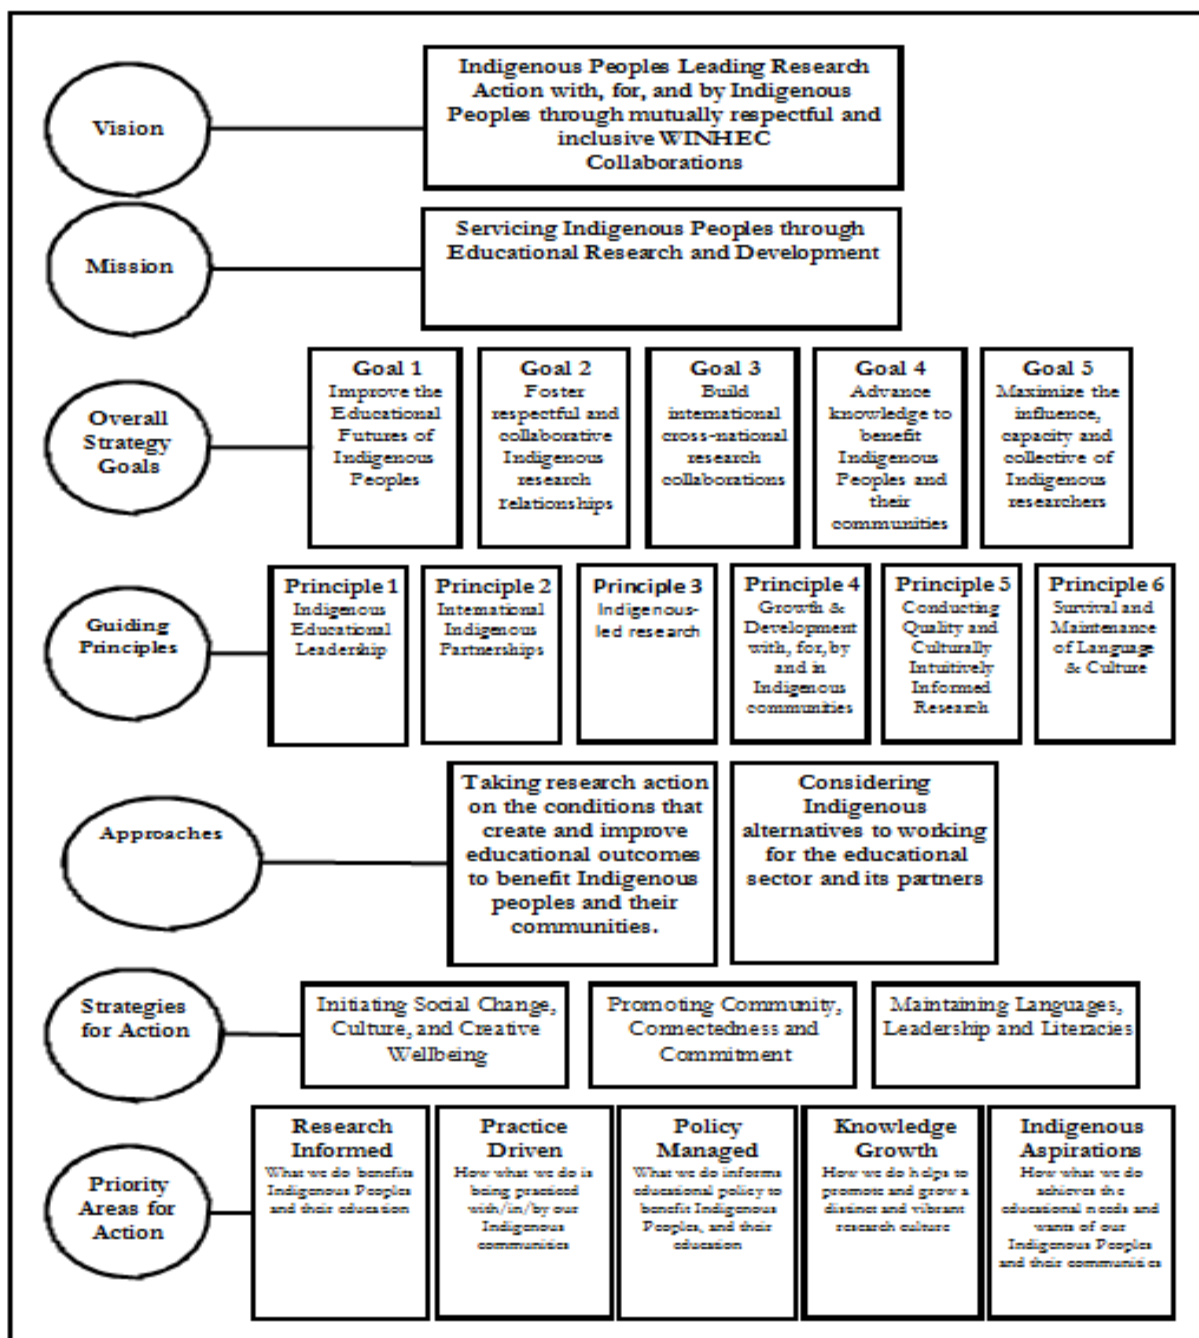 Vision
Indigenous Peoples Leading Research
Action with, for, and by Indigenous
Peoples through mutually respectful and
inclusive WINHEC
Collaborations
Mission
Servicing Indigenous Peoples through
Educational Research and Development
Overall
Strategy
Goals
Goal 1
Improve the
Educational
Futures of
Indigenous
Peoples
Goal 2
Foster
respectful and
collaborative
Indigenous
research
relationships
Goal 3
Build
international
cross-national
research
collaborations
Goal 4
Advance
knowledge to
benefit
Indigenous
Peoples and
their
communities
Goal 5
Maximize the
influence,
capacity and
collective of
Indigenous
researchers
Guiding
Principles
Principle 1
Indigenous
Educational
Leadership
Principle 2
International
Indigenous
Partnerships
Principle 3
Indigenous-
led research
Principle 4
Growth &
Development
with, for, by
and in
Indigenous
communities
Principle 5
Conducting
Quality and
Culturally
Intuitively
Informed
Research
Principle 6
Survival and
Maintenance
of Language
& Culture
Approaches
Taking research action
on the conditions that
create and improve
educational outcomes
to benefit Indigenous
peoples and their
communities.
Considering
Indigenous
alternatives to working
for the educational
sector and its partners
Strategies
for Action
Initiating Social Change,
Culture, and Creative
Wellbeing
Promoting Community,
Connectedness and
Commitment
Maintaining Languages,
Leadership and Literacies
Priority
Areas for
Action
Research
Informed
What we do benefits
Indigenous Peoples
and their education
Practice
Driven
How what we do is
being practiced
with/in/by our
Indigenous
communities
Policy
Managed
What we do informs
educational policy to
benefit Indigenous
Peoples, and their
education
Knowledge
Growth
How we do helps to
promote and grow a
distinct and vibrant
research culture
Indigenous
Aspirations
How what we do
achieves the
educational needs and
wants of our
Indigenous Peoples
and their communities